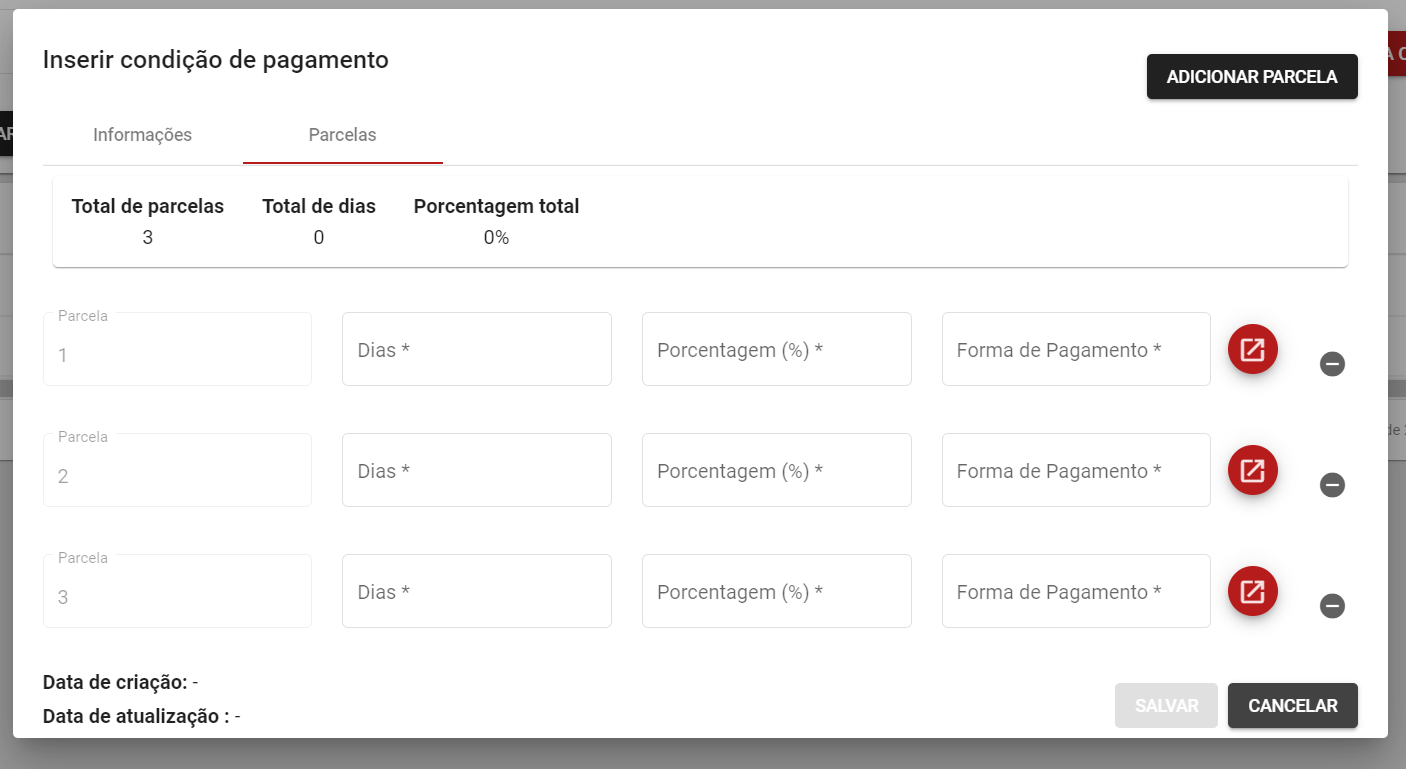 Inserir condição de pagamento
ADICIONAR PARCELA
Informações Parcelas
Total de parcelas Total de dias Porcentagem total
3 0 0%
Parcela
1 Dias * Porcentagem (%) * Forma de Pagamento *
Parcela
2 Dias * Porcentagem (%) * Forma de Pagamento *
Parcela
3 Dias * Porcentagem (%) * Forma de Pagamento *
Data de criação: -
Data de atualização : -
SALVAR CANCELAR